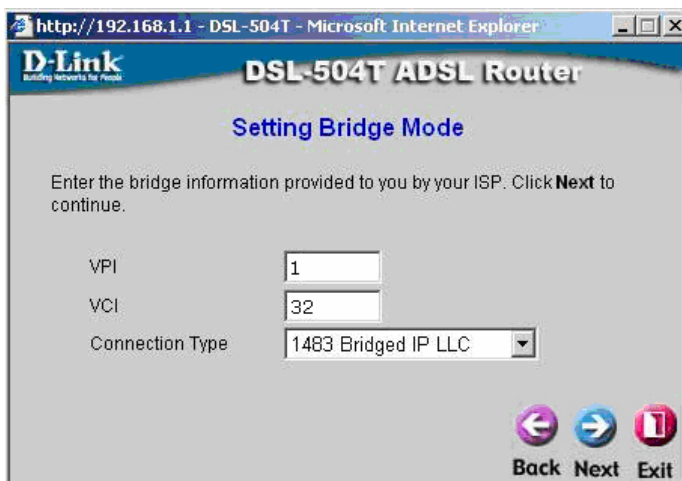 http://192.168.1.1 - DSL-504T - Microsoft Internet Explorer
D-Link
Building Networks for People
DSL-504T ADSL Router
Setting Bridge Mode
Enter the bridge information provided to you by your ISP. Click Next to
continue.
VPI 1
VCI 32
Connection Type 1483 Bridged IP LLC
Back Next Exit